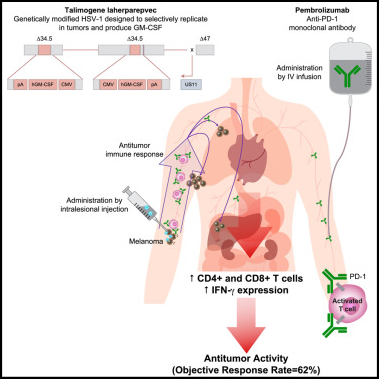 Talimogene laherparepvec
Genetically modified HSV-1 designed to selectively replicate
in tumors and produce GM-CSF
Δ34.5
Δ34.5
Δ47
x
pA
hGM-CSF
CMV
CMV
hGM-CSF
pA
US11
Pembrolizumab
Anti-PD-1
monoclonal antibody
Administration
by IV infusion
Antitumor
immune response
Administration by
intralesional injection
Melanoma
↑ CD4+ and CD8+ T cells
↑ IFN-γ expression
PD-1
Activated
T cell
Antitumor Activity
(Objective Response Rate=62%)